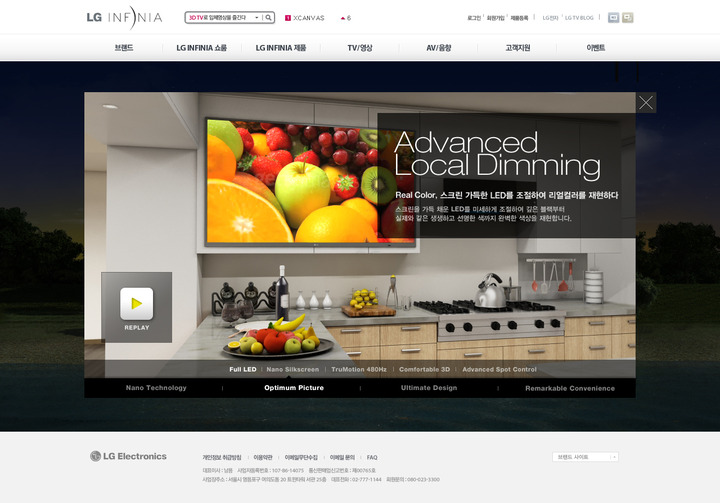 LG INFINIA
3DTV로 입체영상을 즐긴다
1 XCANVAS
6
로그인 회원가입 제품등록 LG전자 LG TV BLOG
브랜드 LG INFINIA 쇼룸 LG INFINIA 제품 TV/영상 AV/음향 고객지원 이벤트
Advanced
Local Dimming
Real Color, 스크린 가득한 LED를 조절하여 리얼컬러를 재현하다
스크린을 가득 채운 LED를 미세하게 조절하여 깊은 블랙부터
실제와 같은 생생하고 선명한 색까지 완벽한 색상을 재현합니다.
REPLAY
Full LED Nano Silkscreen TruMotion 480Hz Comfortable 3D Advanced Spot Control
Nano Technology Optimum Picture Ultimate Design Remarkable Convenience
LG Electronics
개인정보 취급방침 이용약관 이메일무단수집 이메일 문의 FAQ
브랜드 사이트
대표이사 : 남용 사업자등록번호 : 107-86-14075 통신판매업신고번호 : 제00765호
사업장주소 : 서울시 영등포구 여의도동 20 트윈타워 서관 25층 대표전화 : 02-777-1144 회원문의 : 080-023-3300